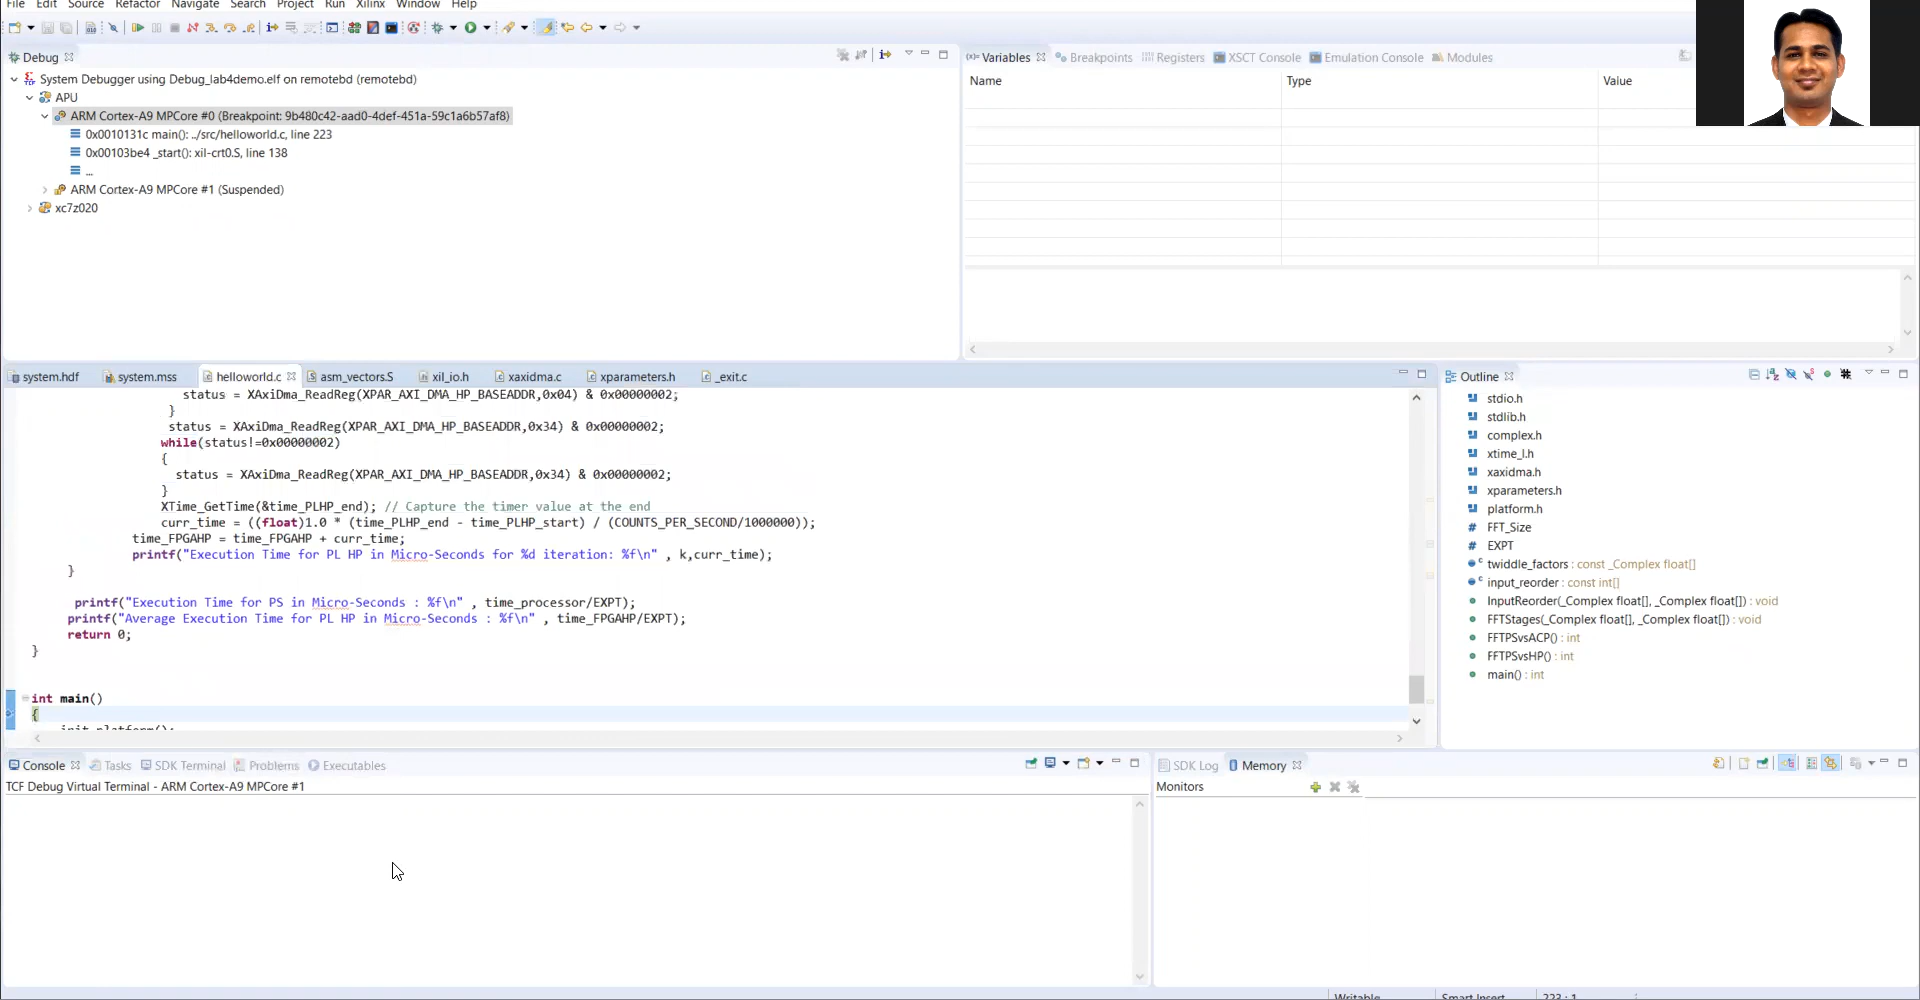 File Edit Source Refactor Navigate Search Project Run Xilinx Window Help
Debug
System Debugger using Debug_lab4demo.elf on remotebd (remotebd)
APU
ARM Cortex-A9 MPCore #0 (Breakpoint: 9b480c42-aad0-4def-451a-59c1a6b57af8)
0x0010131c main(): ../src/helloworld.c, line 223
0x00103be4 _start(): xil-crt0.S, line 138
...
ARM Cortex-A9 MPCore #1 (Suspended)
xc7z020
Variables Breakpoints Registers XSCT Console Emulation Console Modules
Name Type Value
system.hdf system.mss helloworld.c asm_vectors.S xil_io.h xaxidma.c xparameters.h _exit.c
status = XAxiDma_ReadReg(XPAR_AXI_DMA_HP_BASEADDR,0x04) & 0x00000002;
}
status = XAxiDma_ReadReg(XPAR_AXI_DMA_HP_BASEADDR,0x34) & 0x00000002;
while(status!=0x00000002)
{
status = XAxiDma_ReadReg(XPAR_AXI_DMA_HP_BASEADDR,0x34) & 0x00000002;
}
XTime_GetTime(&time_PLHP_end); // Capture the timer value at the end
curr_time = ((float)1.0 * (time_PLHP_end - time_PLHP_start) / (COUNTS_PER_SECOND/1000000));
time_FPGAHP = time_FPGAHP + curr_time;
printf("Execution Time for PL HP in Micro-Seconds for %d iteration: %f\n" , k,curr_time);
}
printf("Execution Time for PS in Micro-Seconds : %f\n" , time_processor/EXPT);
printf("Average Execution Time for PL HP in Micro-Seconds : %f\n" , time_FPGAHP/EXPT);
return 0;
}
int main()
{
init_platform();
Outline
stdio.h
stdlib.h
complex.h
xtime_l.h
xaxidma.h
xparameters.h
platform.h
FFT_Size
EXPT
twiddle_factors : const _Complex float[]
input_reorder : const int[]
InputReorder(_Complex float[], _Complex float[]) : void
FFTStages(_Complex float[], _Complex float[]) : void
FFTPSvsACP() : int
FFTPSvsHP() : int
main() : int
Console Tasks SDK Terminal Problems Executables
TCF Debug Virtual Terminal - ARM Cortex-A9 MPCore #1
SDK Log Memory
Monitors
Writable Smart Insert 223 : 1